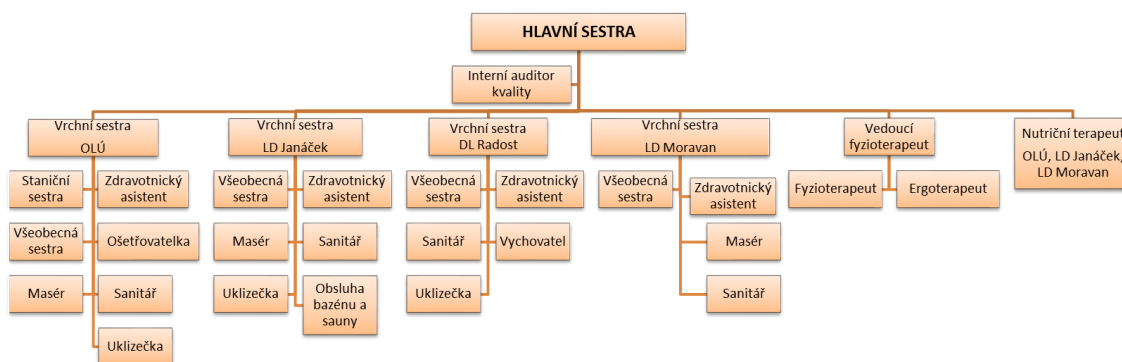 HLAVNÍ SESTRA
Interní auditor
kvality
Vrchní sestra
OLÚ
Staniční
sestra
Zdravotnický
asistent
Všeobecná
sestra
Ošetřovatelka
Masér
Sanitář
Uklizečka
Vrchní sestra
LD Janáček
Všeobecná
sestra
Zdravotnický
asistent
Masér
Sanitář
Uklizečka
Obsluha
bazénu a
sauny
Vrchní sestra
DL Radost
Všeobecná
sestra
Zdravotnický
asistent
Sanitář
Vychovatel
Uklizečka
Vrchní sestra
LD Moravan
Všeobecná
sestra
Zdravotnický
asistent
Masér
Sanitář
Vedoucí
fyzioterapeut
Fyzioterapeut
Ergoterapeut
Nutriční terapeut
OLÚ, LD Janáček,
LD Moravan